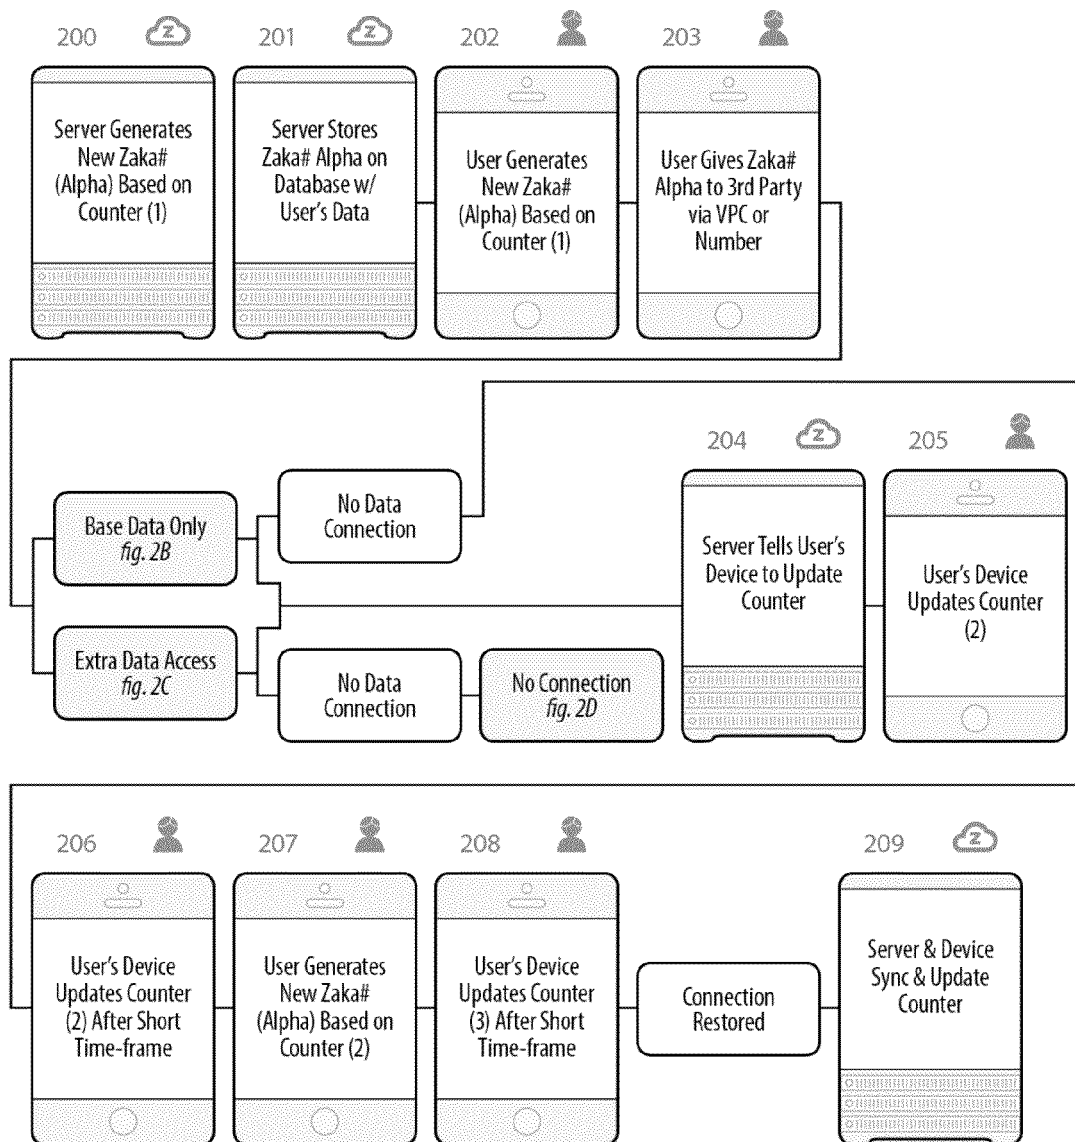 200
Z
201
Z
202
203
Server Generates
New Zaka#
(Alpha) Based on
Counter (1)
Server Stores
Zaka# Alpha on
Database w/
User's Data
User Generates
New Zaka#
(Alpha) Based on
Counter (1)
User Gives Zaka#
Alpha to 3rd Party
via VPC or
Number
Base Data Only
fig. 2B
No Data
Connection
Extra Data Access
fig. 2C
No Data
Connection
No Connection
fig. 2D
204
Z
205
Server Tells User's
Device to Update
Counter
User's Device
Updates Counter
(2)
206
207
208
209
Z
User's Device
Updates Counter
(2) After Short
Time-frame
User Generates
New Zaka#
(Alpha) Based on
Counter (2)
User's Device
Updates Counter
(3) After Short
Time-frame
Connection
Restored
Server & Device
Sync & Update
Counter